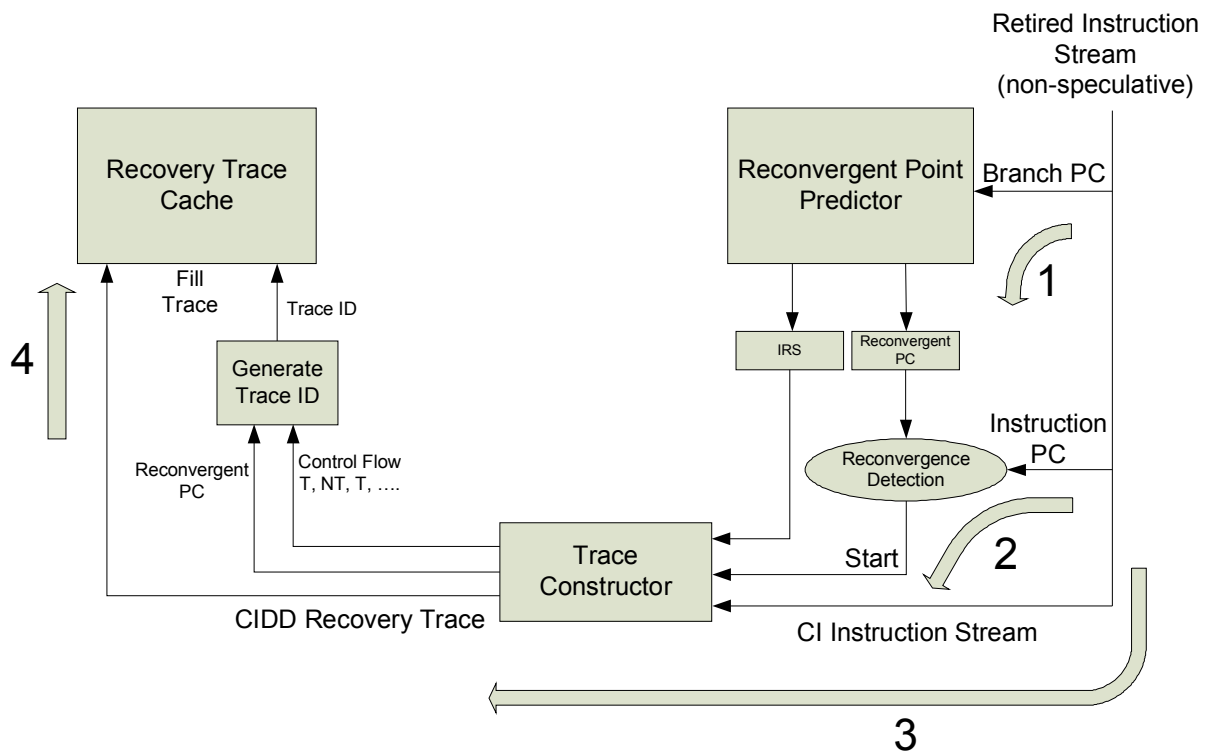 Retired Instruction
Stream
(non-speculative)
Recovery Trace
Cache
Reconvergent Point
Predictor
Branch PC
1
Fill
Trace
Trace ID
4
Generate
Trace ID
IRS
Reconvergent
PC
Instruction
PC
Reconvergence
Detection
Reconvergent
PC
Control Flow
T, NT, T, ....
2
Start
Trace
Constructor
CIDD Recovery Trace
CI Instruction Stream
3